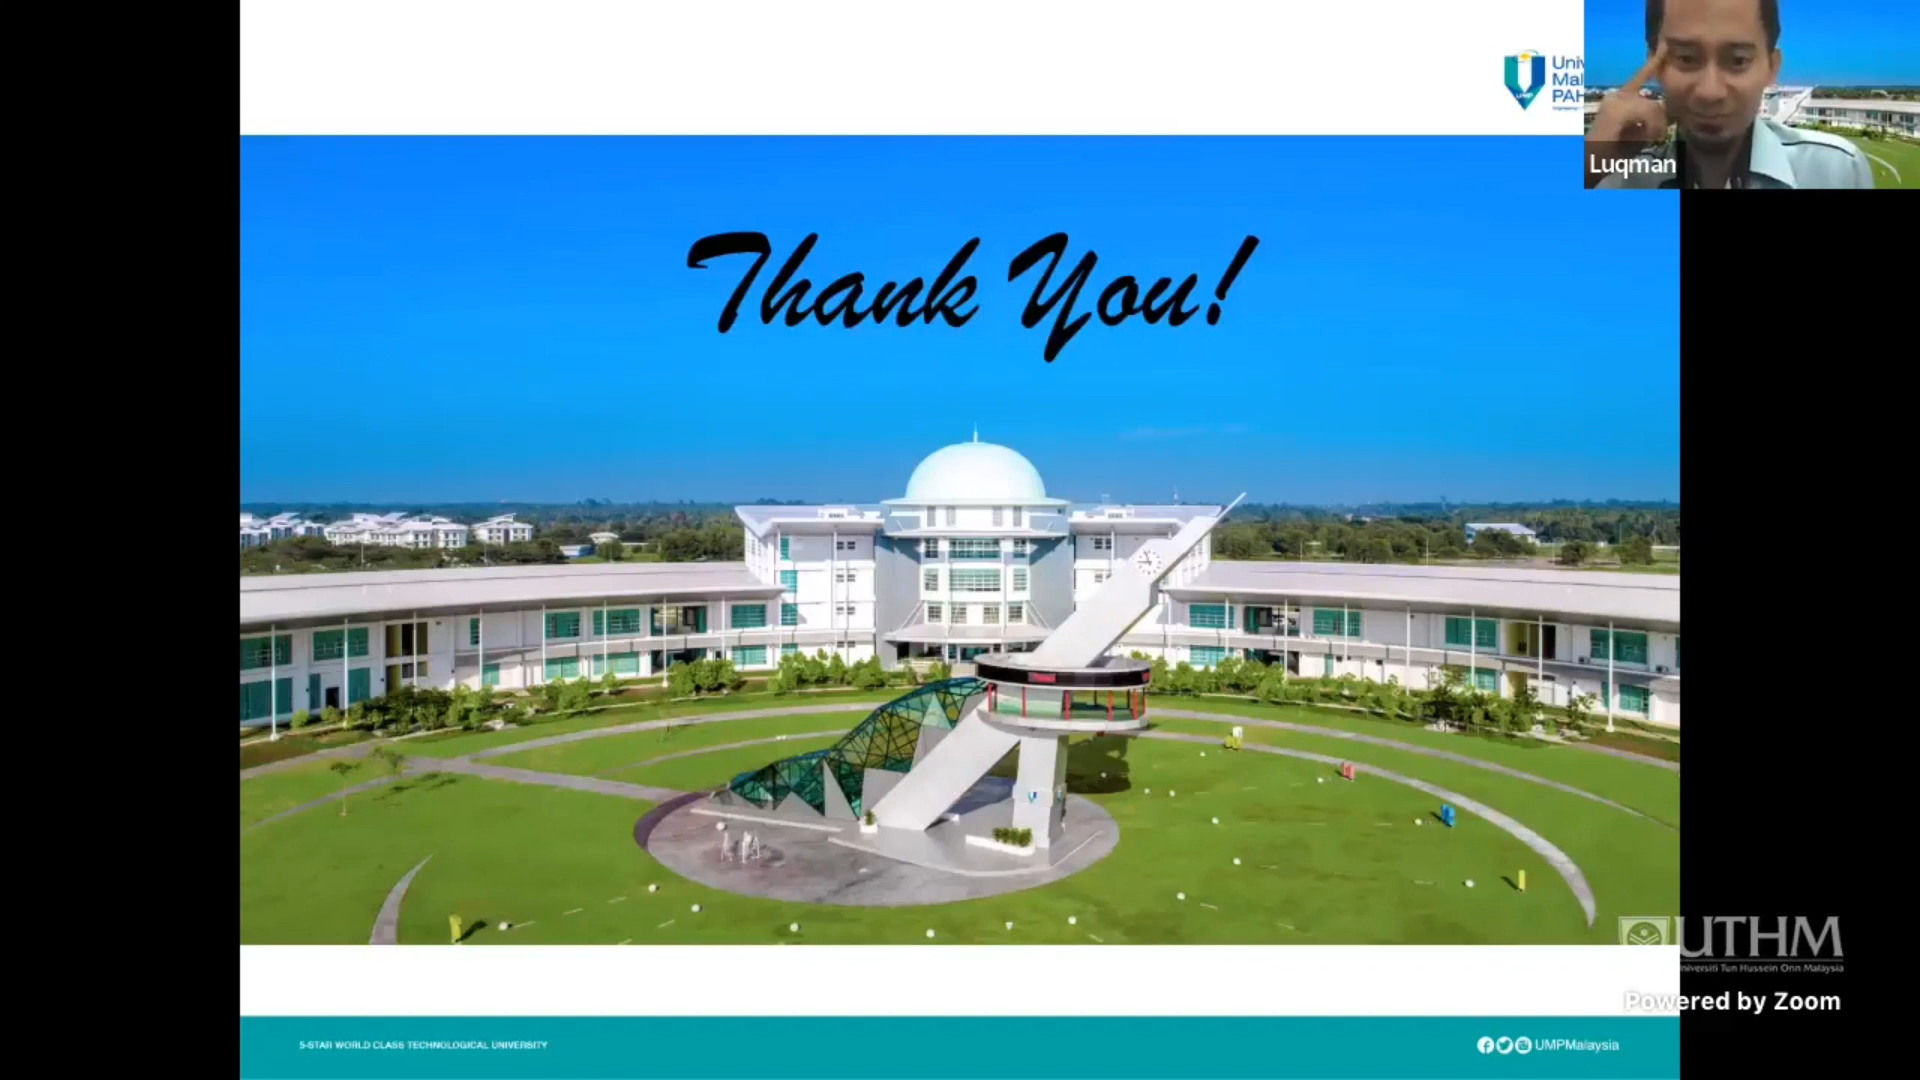 Luqman
Thank You!
UTHM
Universiti Tun Hussein Onn Malaysia
Powered by Zoom
5-STAR WORLD CLASS TECHNOLOGICAL UNIVERSITY
UMPMalaysia